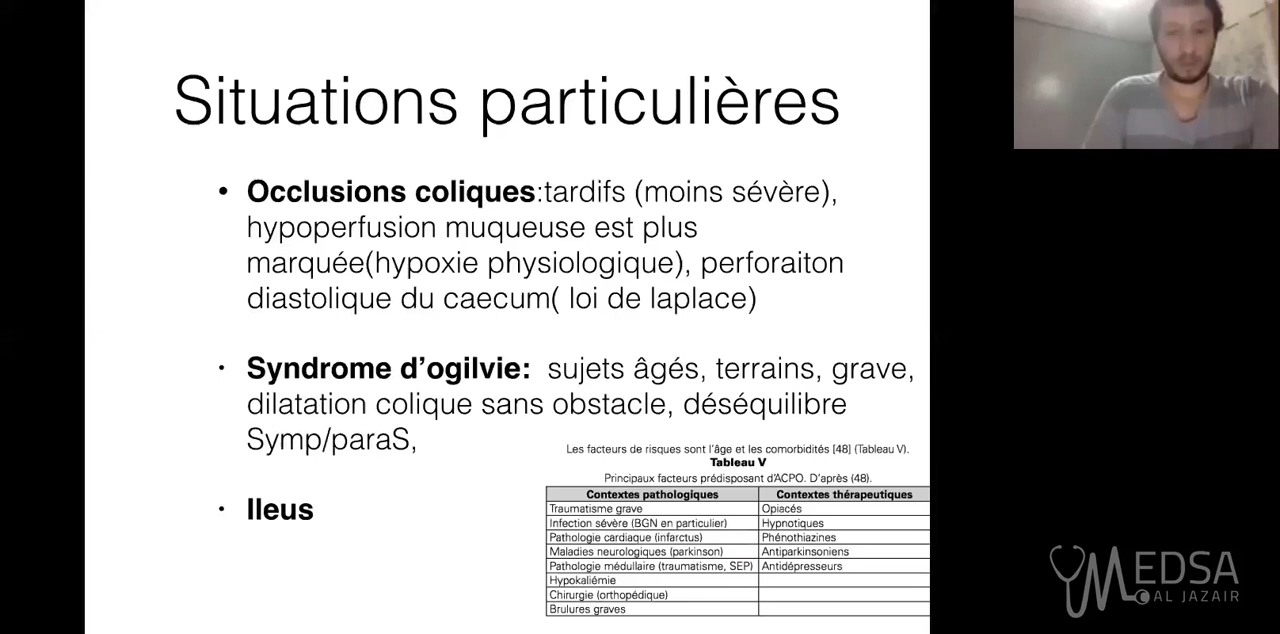 Situations particulières
• Occlusions coliques:tardifs (moins sévère),
hypoperfusion muqueuse est plus
marquée(hypoxie physiologique), perforaiton
diastolique du caecum( loi de laplace)
• Syndrome d’ogilvie: sujets âgés, terrains, grave,
dilatation colique sans obstacle, déséquilibre
Symp/paraS,
• Ileus
Les facteurs de risques sont l’âge et les comorbidités [48] (Tableau V).
Tableau V
Principaux facteurs prédisposant d’ACPO. D’après (48).
Contextes pathologiques Contextes thérapeutiques
Traumatisme grave Opiacés
Infection sévère (BGN en particulier) Hypnotiques
Pathologie cardiaque (infarctus) Phénothiazines
Maladies neurologiques (parkinson) Antiparkinsoniens
Pathologie médullaire (traumatisme, SEP) Antidépresseurs
Hypokaliémie
Chirurgie (orthopédique)
Brulures graves
MEDSA
AL JAZAIR